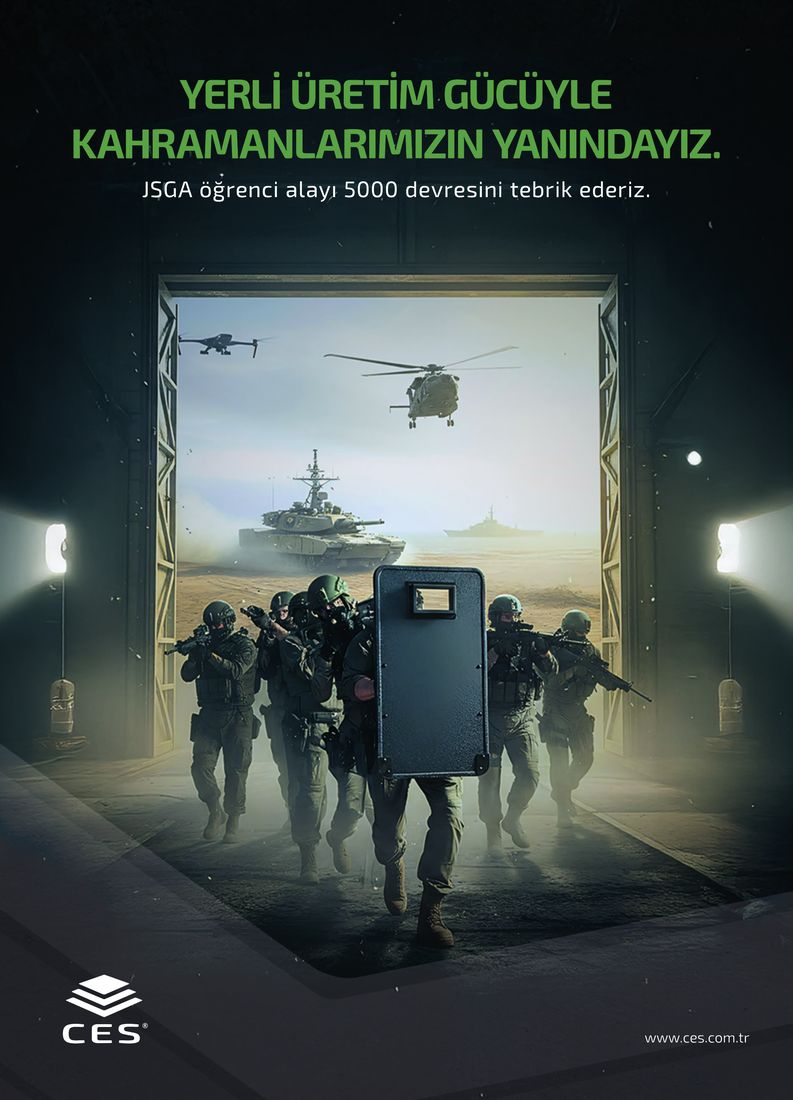 YERLİ ÜRETİM GÜCÜYLE
KAHRAMANLARIMIZIN YANINDAYIZ.
JSGA öğrenci alayı 5000 devresini tebrik ederiz.
CES®
www.ces.com.tr